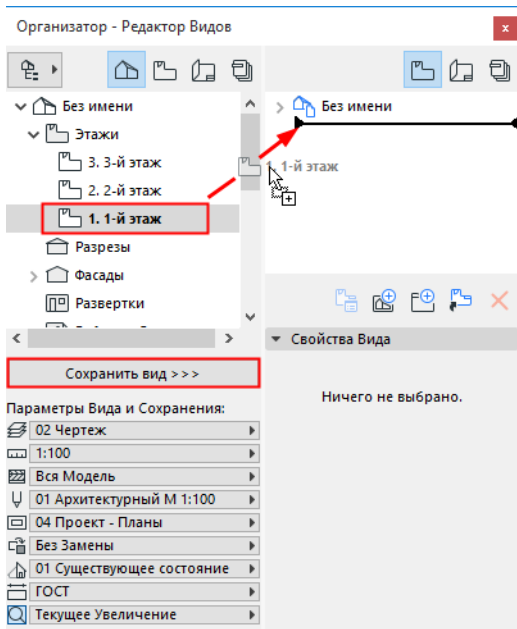 Организатор - Редактор Видов
x
Без имени
Без имени
Этажи
3. 3-й этаж
1. 1-й этаж
2. 2-й этаж
1. 1-й этаж
Разрезы
Фасады
Развертки
Свойства Вида
Сохранить вид >>>
Ничего не выбрано.
Параметры Вида и Сохранения:
02 Чертеж
1:100
Вся Модель
01 Архитектурный М 1:100
04 Проект - Планы
Без Замены
01 Существующее состояние
ГОСТ
Текущее Увеличение